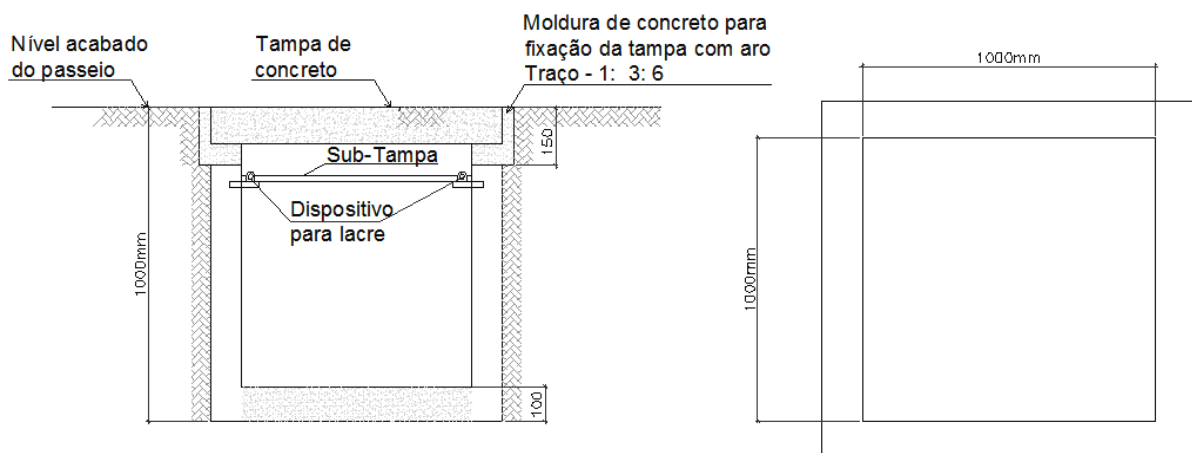 Nível acabado
do passeio
Tampa de
concreto
Moldura de concreto para
fixação da tampa com aro
Traço - 1: 3: 6
150
Sub-Tampa
Dispositivo
para lacre
1000mm
100
1000mm
1000mm